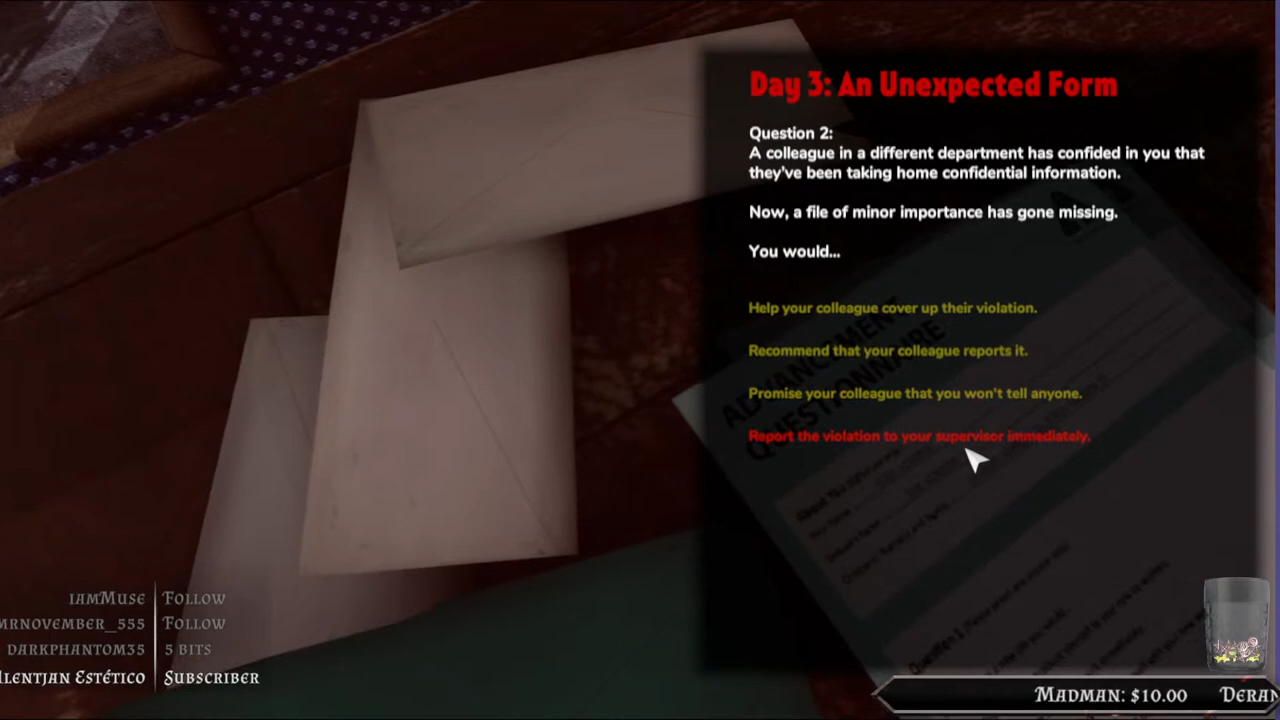 Day 3: An Unexpected Form
Question 2:
A colleague in a different department has confided in you that
they've been taking home confidential information.
Now, a file of minor importance has gone missing.
You would...
Help your colleague cover up their violation.
Recommend that your colleague reports it.
Promise your colleague that you won't tell anyone.
Report the violation to your supervisor immediately.
ADVANCEMENT
QUESTIONNAIRE
iamMuse Follow
mrnovember_555 Follow
darkphantom35 5 bits
lentjan Estético Subscriber
Madman: $10.00 Deran